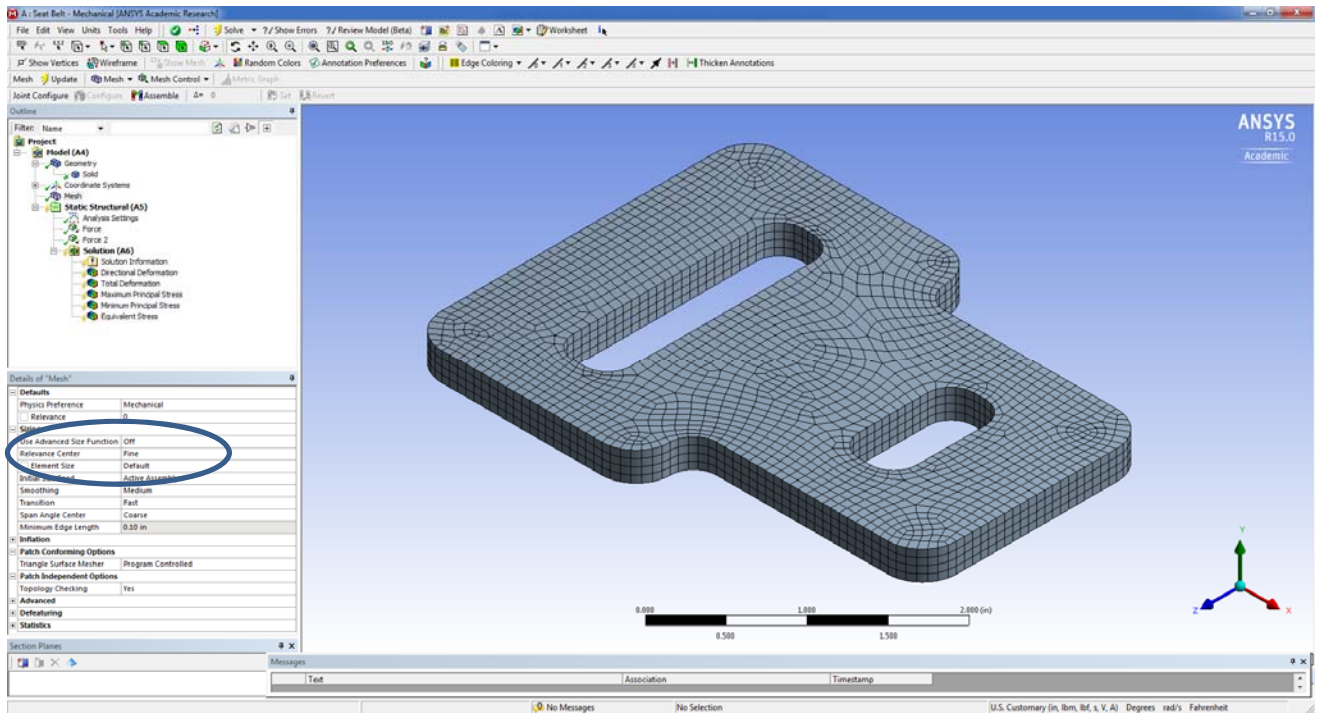 A : Seat Belt - Mechanical [ANSYS Academic Research]
File Edit View Units Tools Help Solve ?/ Show Errors ?/ Review Model (Beta) A Worksheet
Show Vertices Wireframe Show Mesh Random Colors Annotation Preferences Edge Coloring Thicken Annotations
Mesh Update Mesh Mesh Control Metric Graph
Joint Configure Configure Assemble Δ= 0 Set Revert
Outline
Filter: Name
Project
Model (A4)
Geometry
Solid
Coordinate Systems
Mesh
Static Structural (A5)
Analysis Settings
Force
Force 2
Solution (A6)
Solution Information
Directional Deformation
Total Deformation
Maximum Principal Stress
Minimum Principal Stress
Equivalent Stress
ANSYS
R15.0
Academic
Details of "Mesh"
Defaults
Physics Preference Mechanical
Relevance 0
Sizing
Use Advanced Size Function Off
Relevance Center Fine
Element Size Default
Initial Size Seed Active Assembly
Smoothing Medium
Transition Fast
Span Angle Center Coarse
Minimum Edge Length 0.10 in
Inflation
Patch Conforming Options
Triangle Surface Mesher Program Controlled
Patch Independent Options
Topology Checking Yes
Advanced
Defeaturing
Statistics
0.000 1.000 2.000 (in)
0.500 1.500
Y
Z X
Section Planes
Messages
Text Association Timestamp
No Messages No Selection U.S. Customary (in, lbm, lbf, s, V, A) Degrees rad/s Fahrenheit